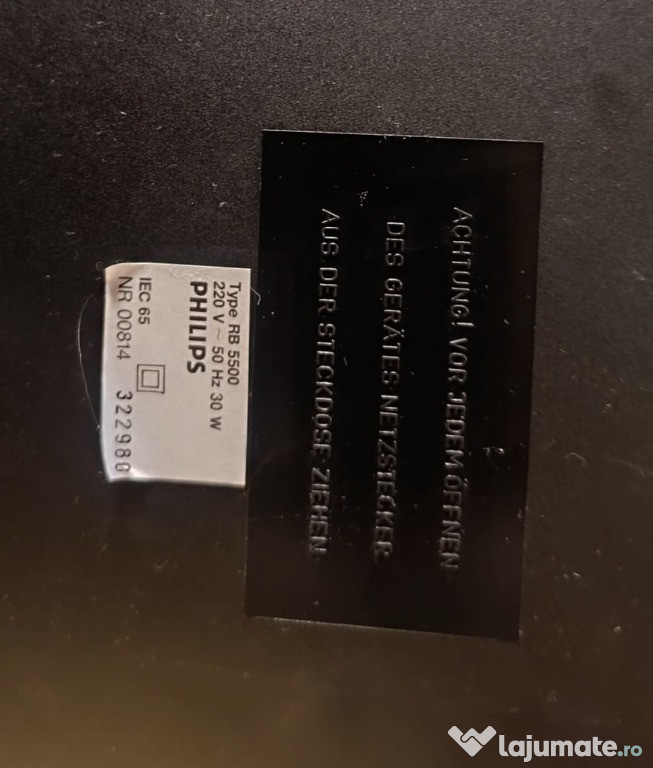 ACHTUNG! VOR JEDEM ÖFFNEN
DES GERÄTES NETZSTECKER
AUS DER STECKDOSE ZIEHEN
Type RB 5500
220 V ~ 50 Hz 30 W
PHILIPS
IEC 65
NR 00814 322980
Lajumate.ro